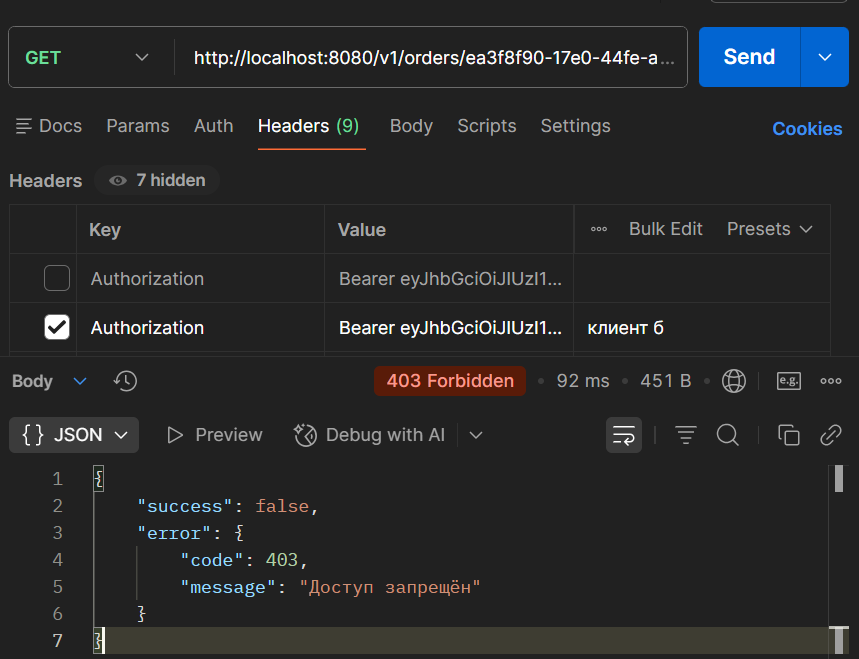 GET http://localhost:8080/v1/orders/ea3f8f90-17e0-44fe-a... Send
Docs Params Auth Headers (9) Body Scripts Settings Cookies
Headers 7 hidden
Key Value Bulk Edit Presets
Authorization Bearer eyJhbGciOiJIUzI1...
Authorization Bearer eyJhbGciOiJIUzI1... клиент б
Body 403 Forbidden • 92 ms • 451 B • e.g.
{} JSON Preview Debug with AI
1 {
2 "success": false,
3 "error": {
4 "code": 403,
5 "message": "Доступ запрещён"
6 }
7 }